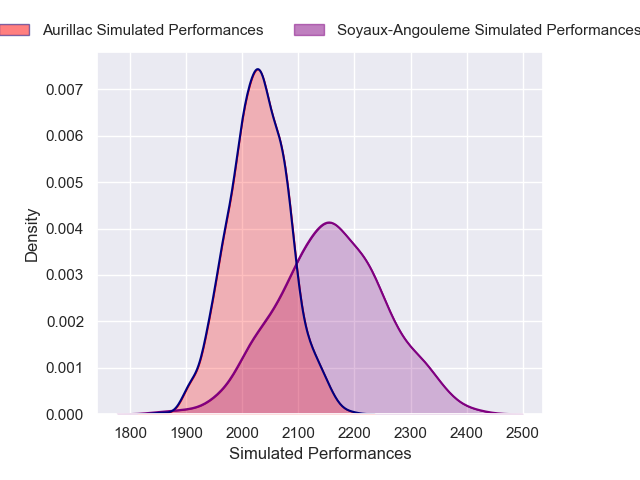 Aurillac Simulated Performances
Soyaux-Angouleme Simulated Performances
0.007
0.006
0.005
0.004
0.003
0.002
0.001
0.000
Density
1800 1900 2000 2100 2200 2300 2400 2500
Simulated Performances